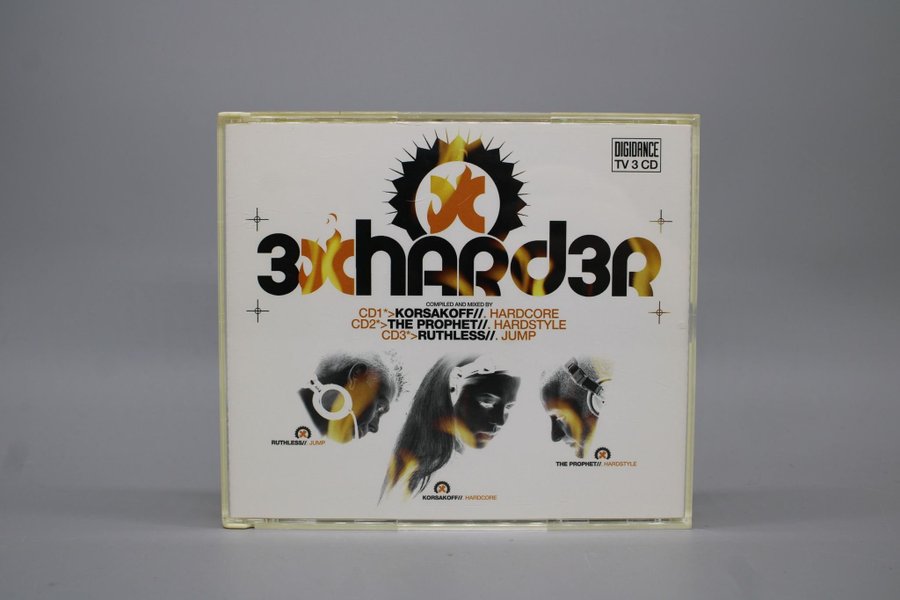 DIGIDANCE
TV 3 CD
3xhARd3R
COMPILED AND MIXED BY
CD1*>KORSAKOFF//. HARDCORE
CD2*>THE PROPHET//. HARDSTYLE
CD3*>RUTHLESS//. JUMP
RUTHLESS//. JUMP
THE PROPHET//. HARDSTYLE
KORSAKOFF//. HARDCORE